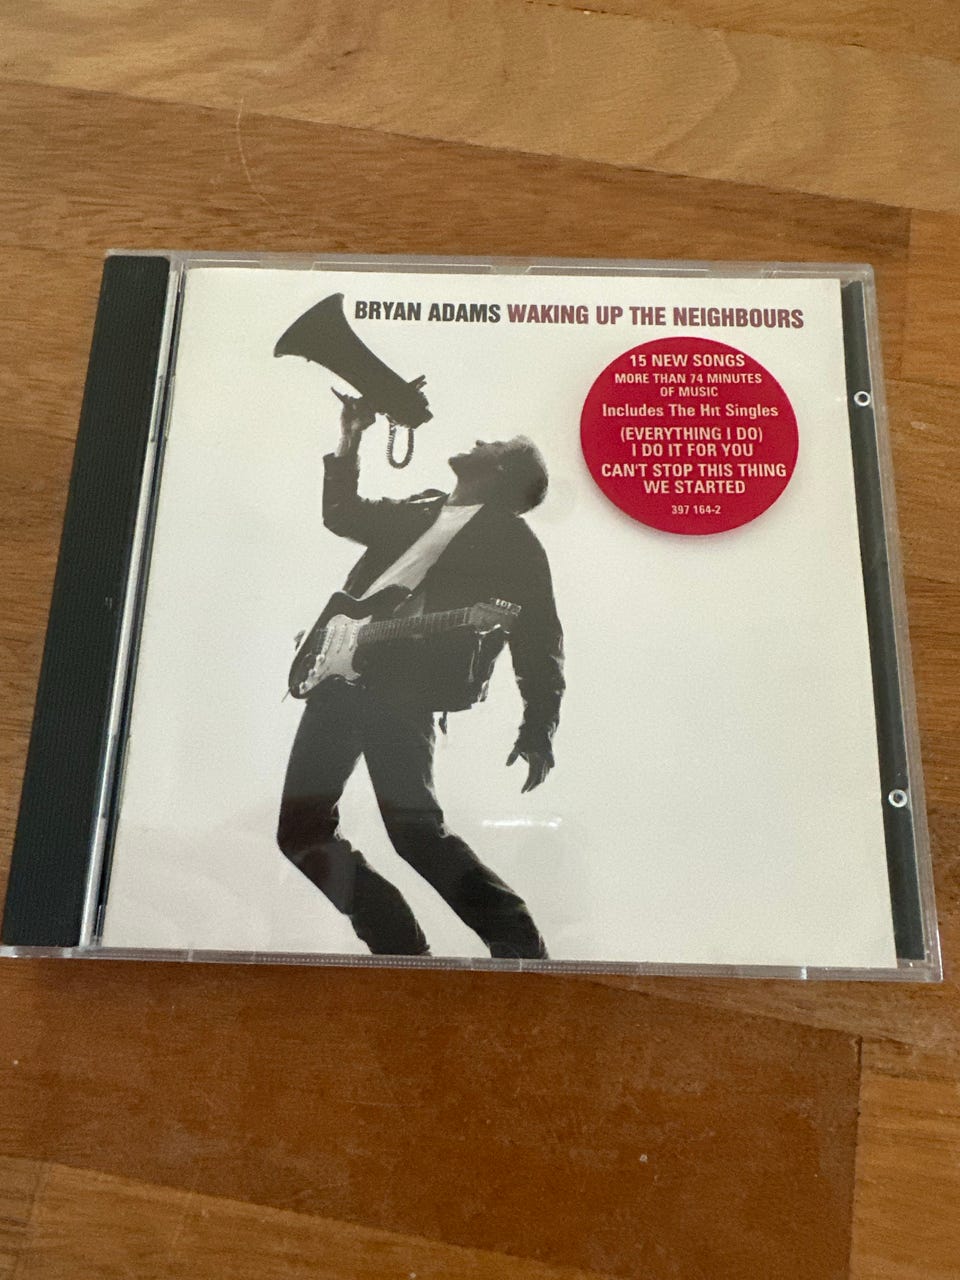 BRYAN ADAMS WAKING UP THE NEIGHBOURS
15 NEW SONGS
MORE THAN 74 MINUTES
OF MUSIC
Includes The Hit Singles
(EVERYTHING I DO)
I DO IT FOR YOU
CAN'T STOP THIS THING
WE STARTED
397 164-2